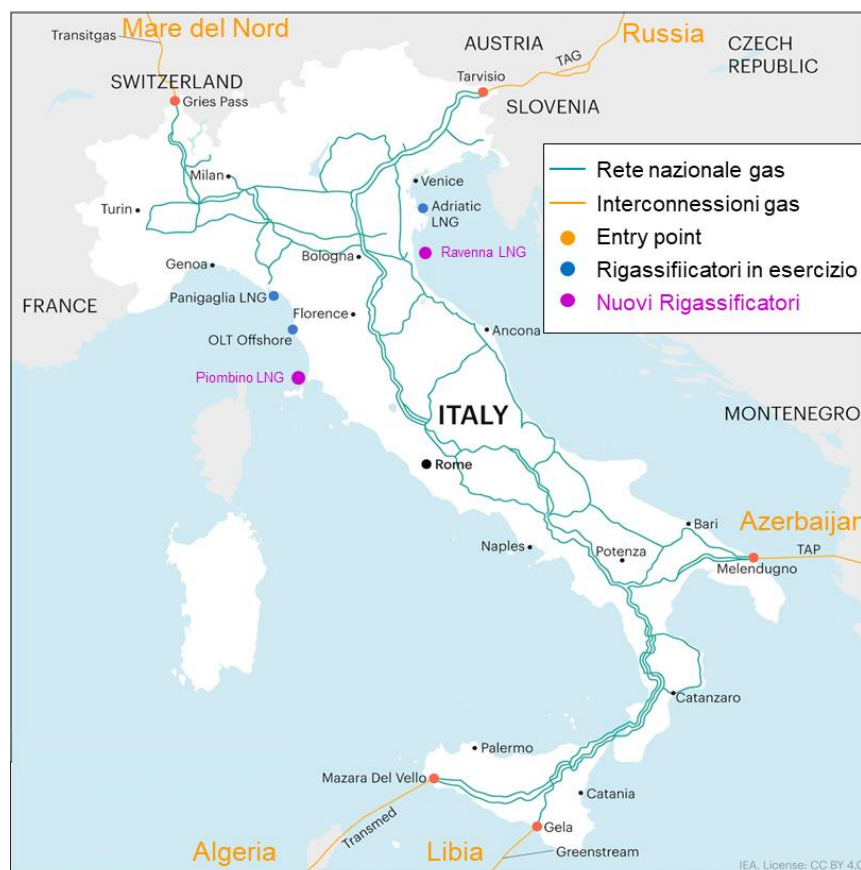 Mare del Nord
Transitgas
AUSTRIA
Russia
CZECH
REPUBLIC
TAG
SWITZERLAND
Tarvisio
Gries Pass
SLOVENIA
Milan
Venice
Turin
Adriatic
LNG
Rete nazionale gas
Interconnessioni gas
Entry point
Rigassifiicatori in esercizio
Nuovi Rigassificatori
Genoa
Bologna
Ravenna LNG
FRANCE
Panigaglia LNG
Florence
OLT Offshore
Ancona
Piombino LNG
ITALY
MONTENEGRO
Rome
Bari
Azerbaijan
Naples
Potenza
TAP
Melendugno
Catanzaro
Palermo
Mazara Del Vello
Catania
Transmed
Gela
Algeria
Libia
Greenstream
IEA. License: CC BY 4.0